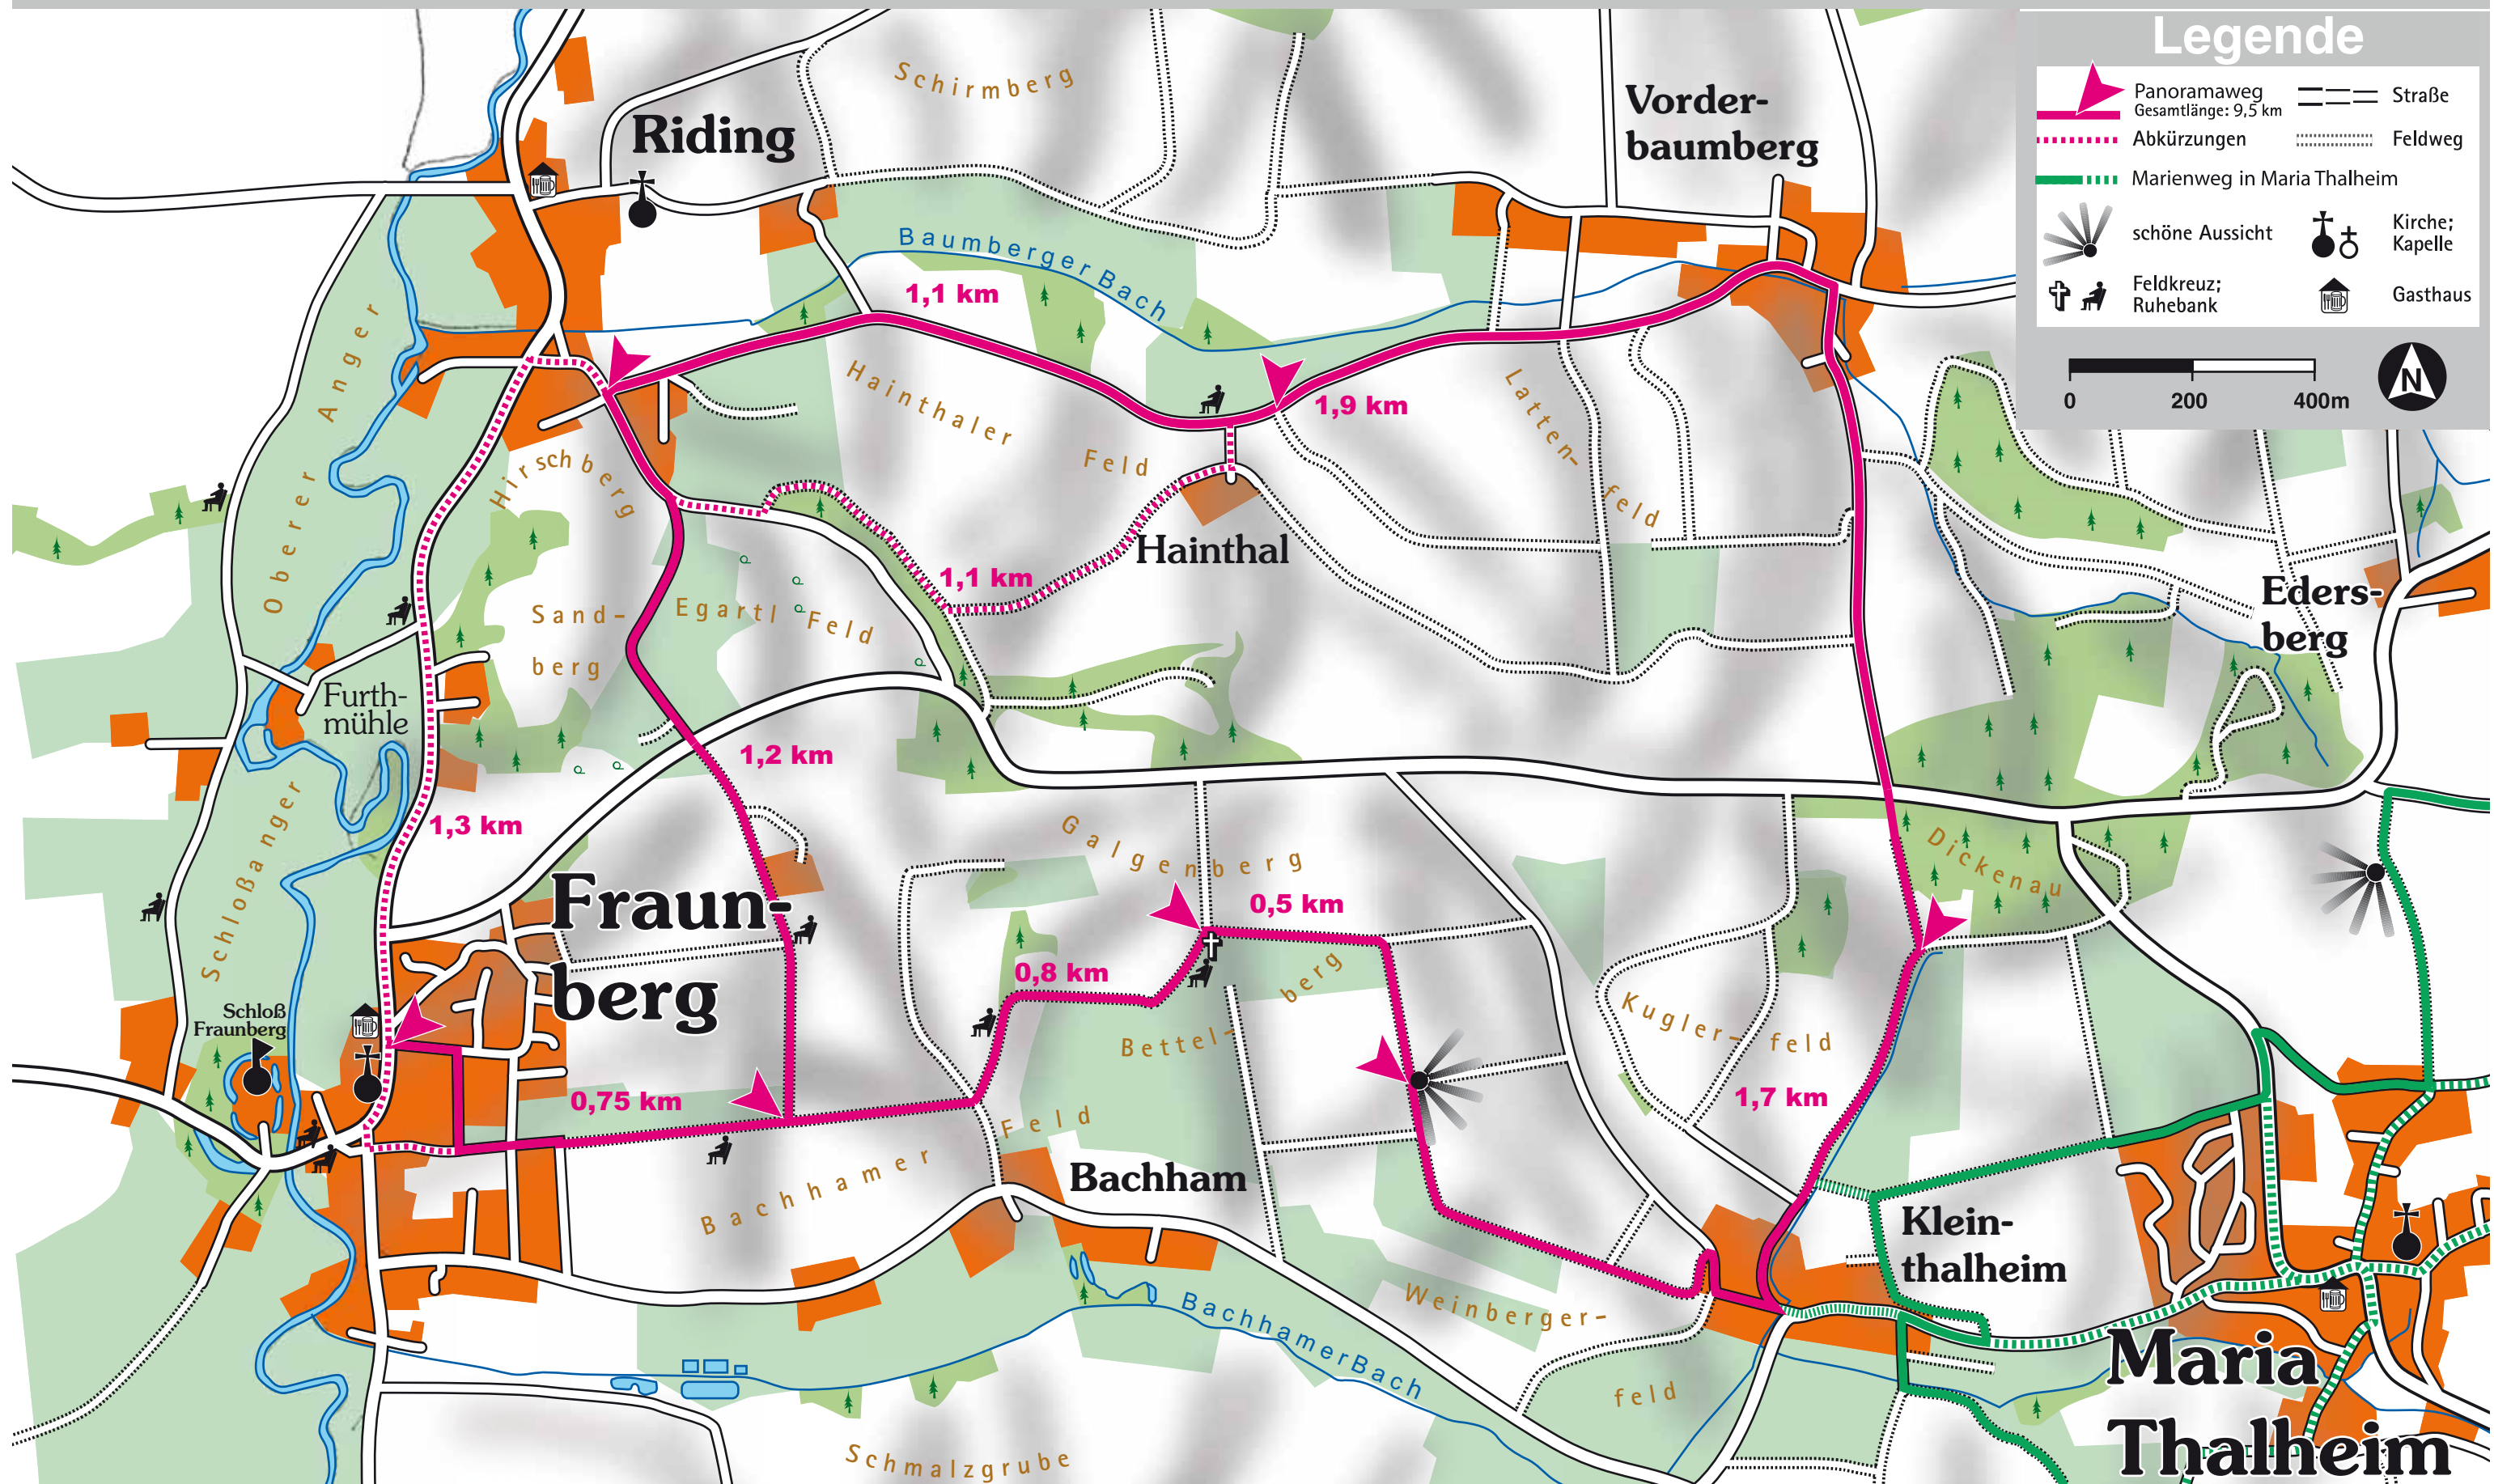 Legende
Panoramaweg
Gesamtlänge: 9,5 km
Straße
Abkürzungen
Feldweg
Marienweg in Maria Thalheim
schöne Aussicht
Kirche;
Kapelle
Feldkreuz;
Ruhebank
Gasthaus
0 200 400m
N
Schirmberg
Riding
Vorder-
baumberg
Baumberger Bach
1,1 km
Oberer Anger
Hainthaler Feld
1,9 km
Latten-
feld
Hirschberg
Hainthal
1,1 km
Sand-
berg
Egartl Feld
Eders-
berg
Furth-
mühle
1,2 km
1,3 km
Schloßanger
Galgenberg
Dickenau
Fraun-
berg
0,5 km
0,8 km
Bettel-
berg
Kugler-
feld
Schloß
Fraunberg
0,75 km
1,7 km
Bachhamer Feld
Bachham
Klein-
thalheim
Weinberger-
feld
Bachhamer Bach
Maria
Thalheim
Schmalzgrube